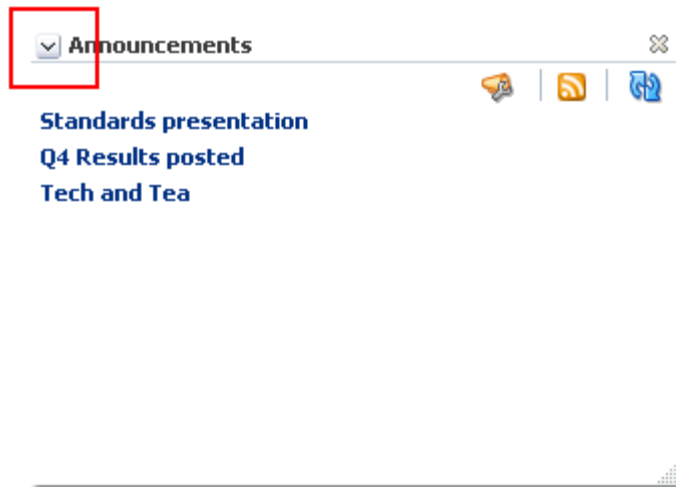 Announcements
Standards presentation
Q4 Results posted
Tech and Tea